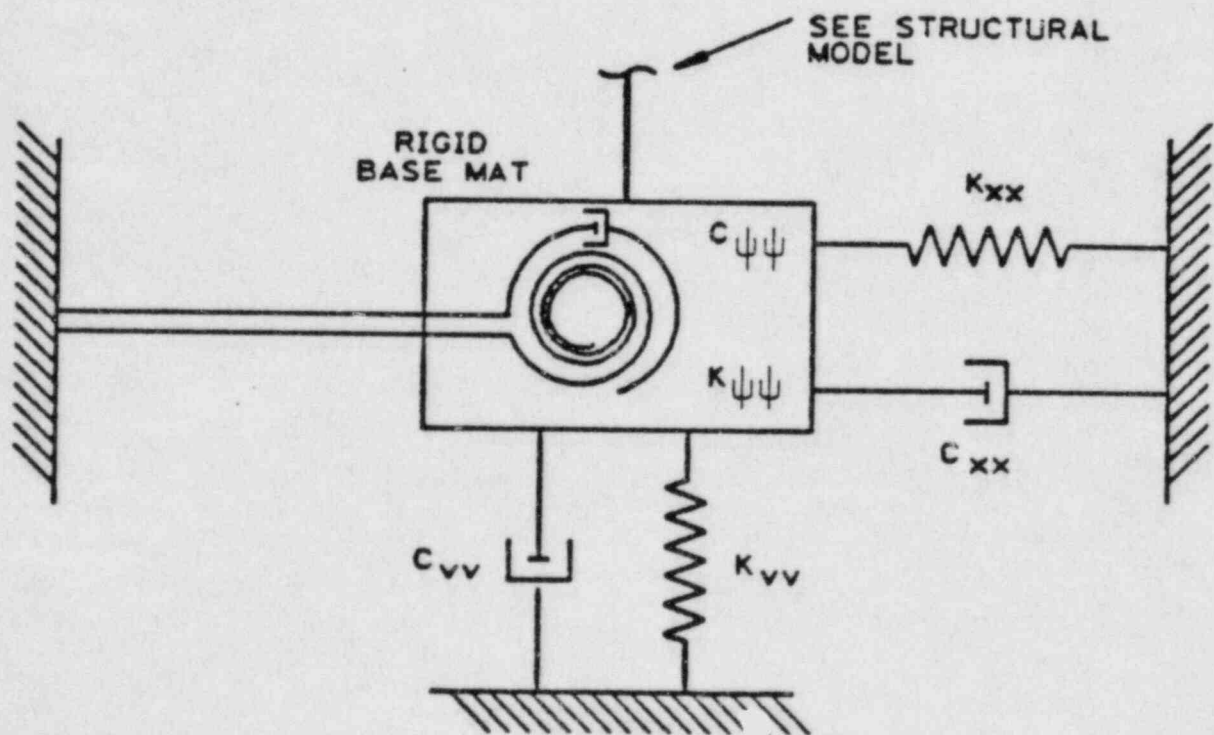 SEE STRUCTURAL
MODEL
RIGID
BASE MAT
Kxx
Cψψ
Kψψ
Cxx
Cvv
Kvv